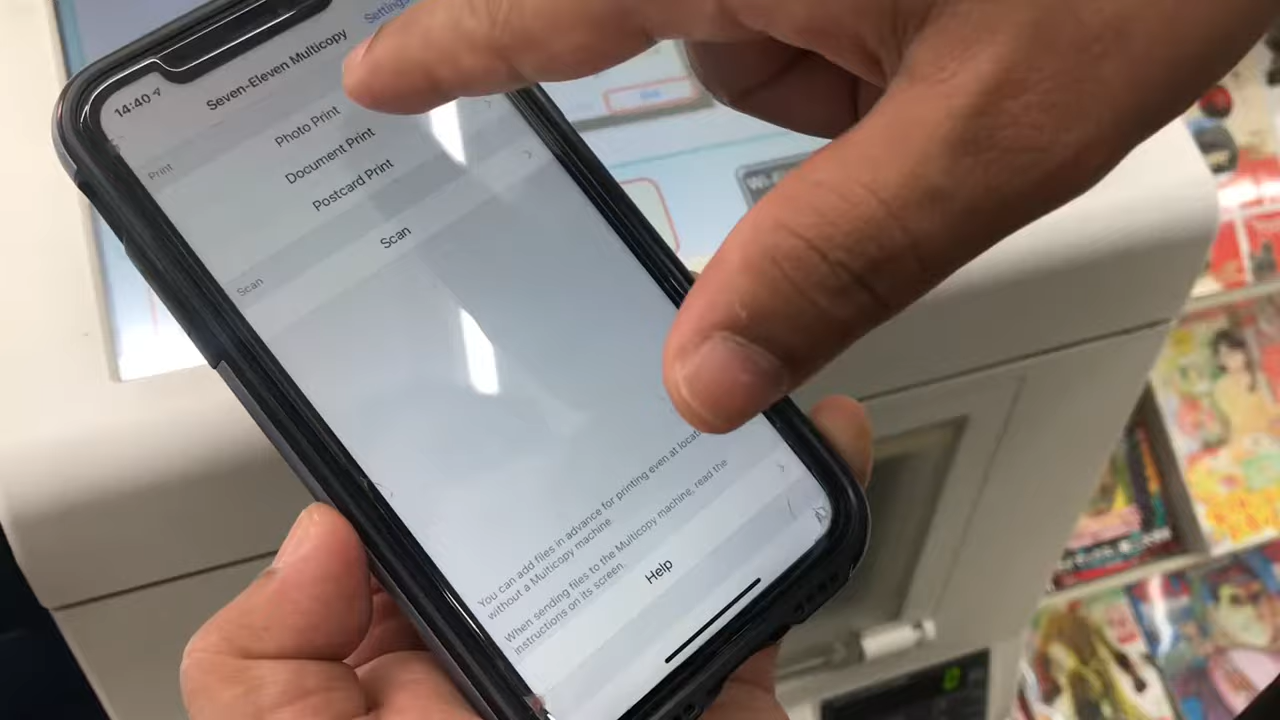 14:40
Settings
Seven-Eleven Multicopy
Print
Photo Print
Document Print
Postcard Print
Scan
Scan
You can add files in advance for printing even at
without a Multicopy machine.
When sending files to the Multicopy machine, read the
instructions on its screen.
Help
0